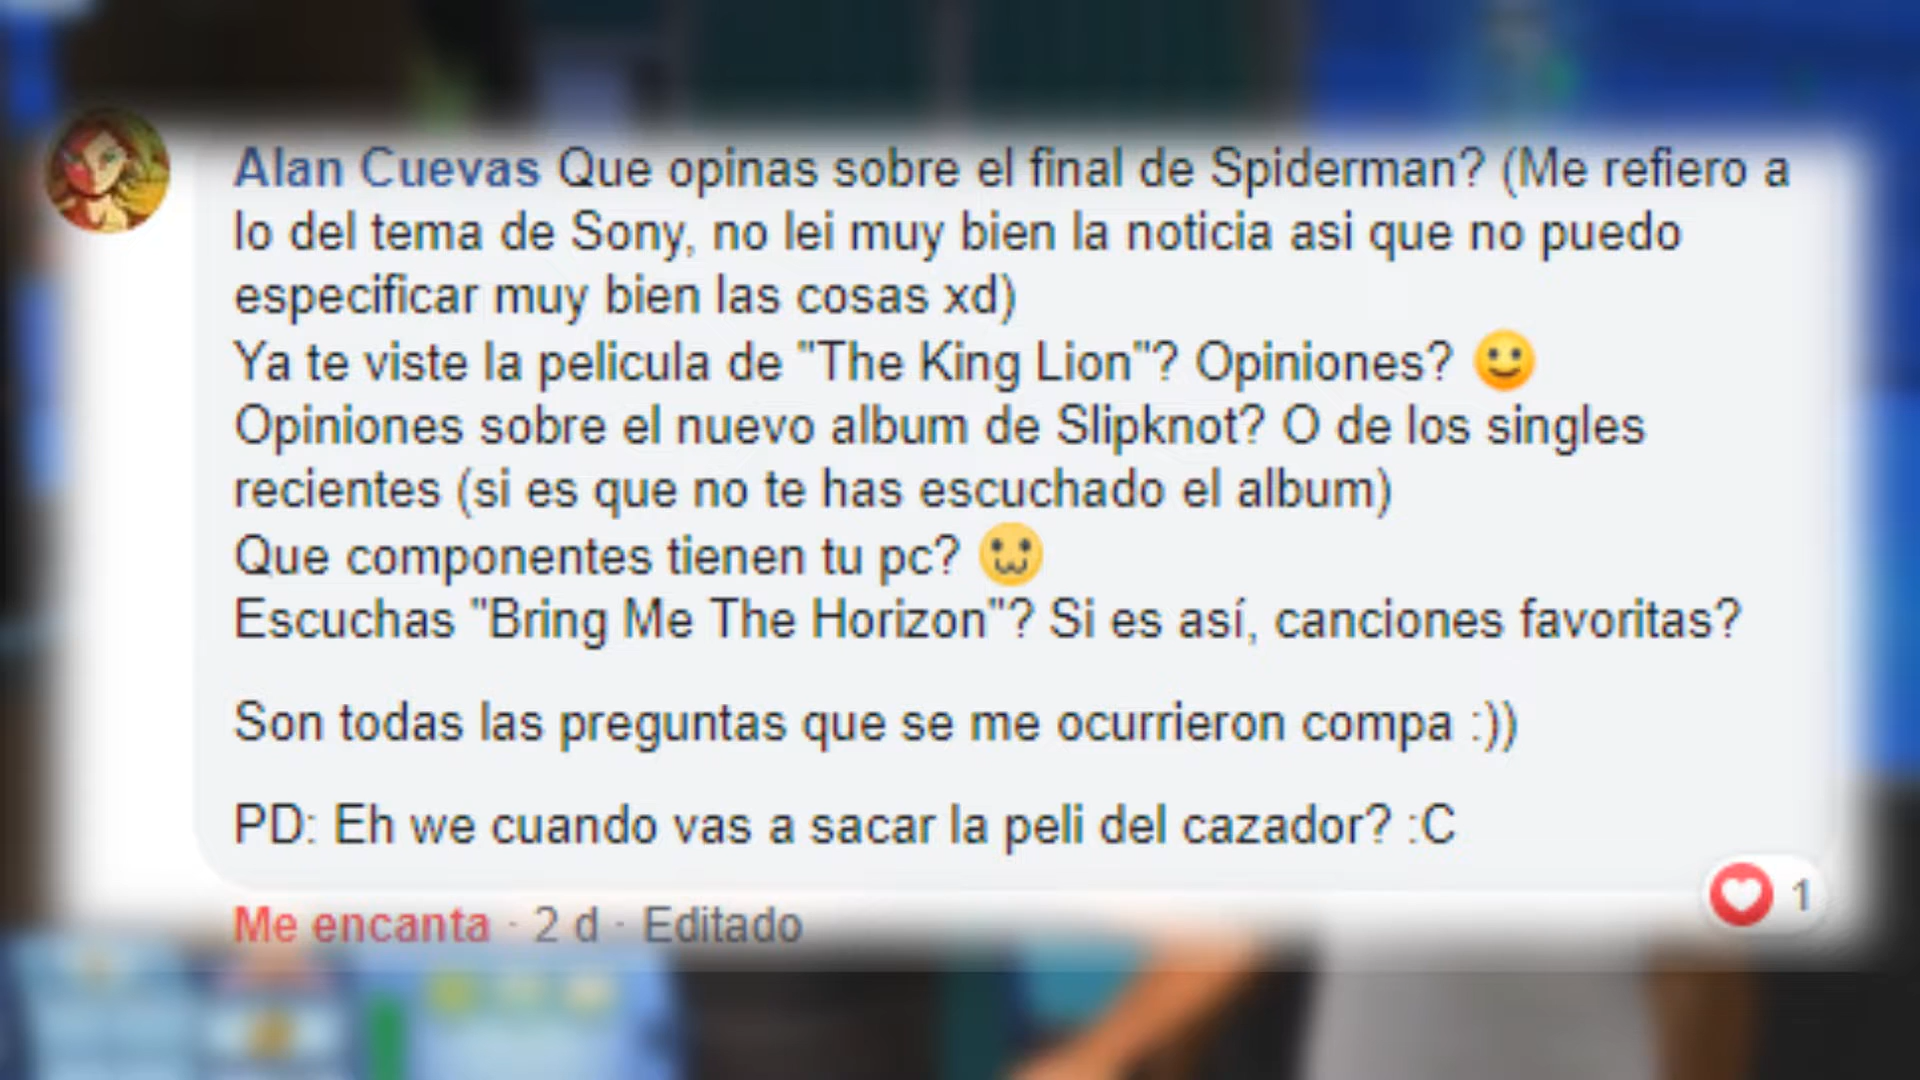 Alan Cuevas Que opinas sobre el final de Spiderman? (Me refiero a
lo del tema de Sony, no lei muy bien la noticia asi que no puedo
especificar muy bien las cosas xd)
Ya te viste la pelicula de "The King Lion"? Opiniones? 🙂
Opiniones sobre el nuevo album de Slipknot? O de los singles
recientes (si es que no te has escuchado el album)
Que componentes tienen tu pc?
Escuchas "Bring Me The Horizon"? Si es así, canciones favoritas?
Son todas las preguntas que se me ocurrieron compa :))
PD: Eh we cuando vas a sacar la peli del cazador? :C
1
Me encanta · 2 d · Editado